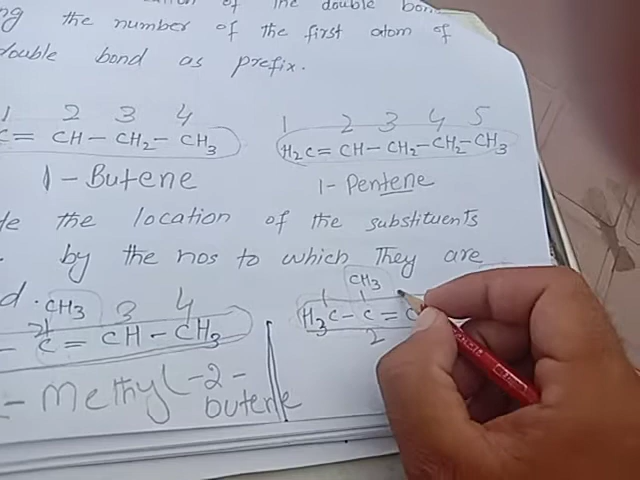 the number of the first atom of
double bond as prefix.
1 2 3 4 1 2 3 4 5
C = CH - CH2 - CH3 H2C = CH - CH2 - CH2 - CH3
1 - Butene 1 - Pentene
the location of the substituents
by the nos to which They are
CH3 3 4 1 CH3
C = CH - CH3 H3C - C = C
2
- Methyl - 2 -
butene